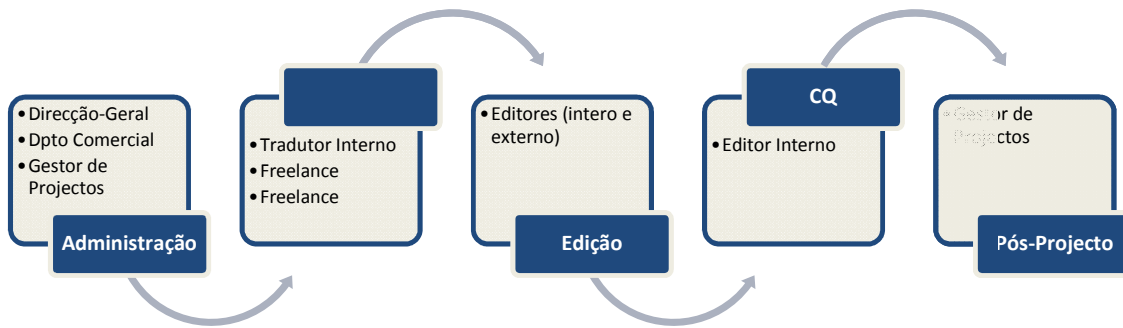 • Direcção-Geral
• Dpto Comercial
• Gestor de
Projectos
Administração
• Tradutor Interno
• Freelance
• Freelance
• Editores (intero e
externo)
Edição
CQ
• Editor Interno
• Gestor de
Projectos
Pós-Projecto